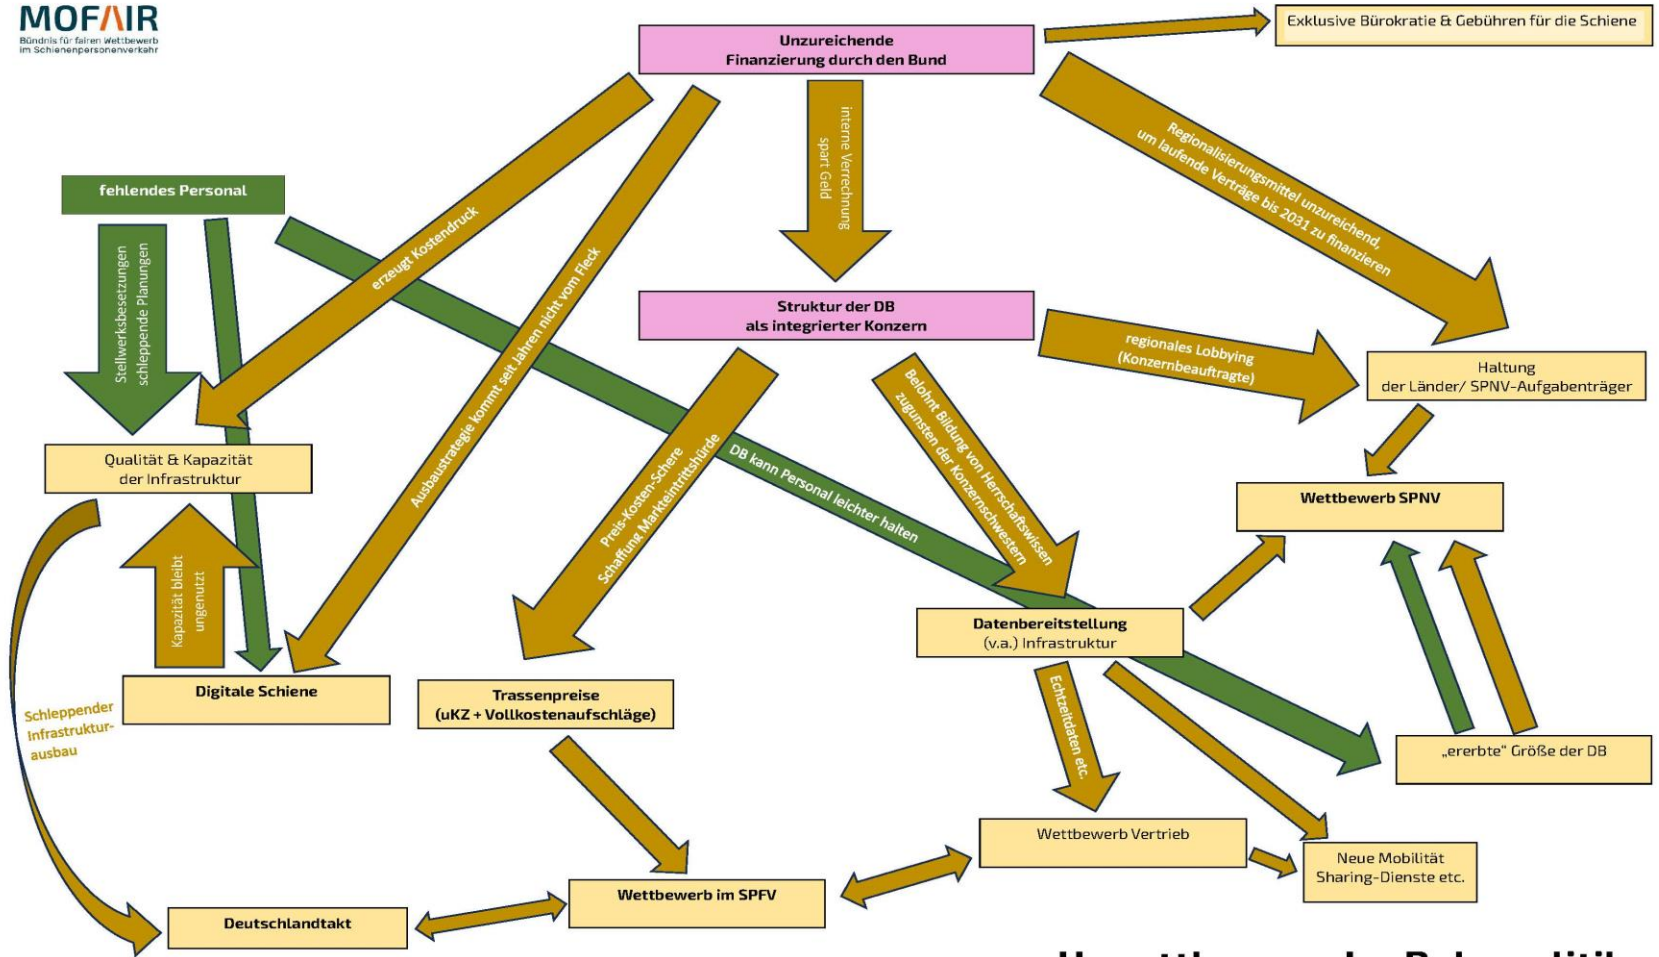 MOFAIR
Bündnis für fairen Wettbewerb
im Schienenpersonenverkehr
Unzureichende
Finanzierung durch den Bund
Exklusive Bürokratie & Gebühren für die Schiene
interne Verrechnung
spart Geld
Regionalisierungsmittel unzureichend,
um laufende Verträge bis 2031 zu finanzieren
fehlendes Personal
Stellwerksbesetzungen
schleppende Planungen
erzeugt Kostendruck
Ausbaustrategie kommt seit Jahren nicht vom Fleck
Struktur der DB
als integrierter Konzern
regionales Lobbying
(Konzernbeauftragte)
Haltung
der Länder/ SPNV-Aufgabenträger
Qualität & Kapazität
der Infrastruktur
Preis-Kosten-Schere
Schaffung Markteintrittshürde
DB kann Personal leichter halten
Belohnt Bildung von Herrschaftswissen
zugunsten der Konzernschwestern
Wettbewerb SPNV
Kapazität bleibt
ungenutzt
Datenbereitstellung
(v.a.) Infrastruktur
Digitale Schiene
Trassenpreise
(uKZ + Vollkostenaufschläge)
Schleppender
Infrastruktur-
ausbau
Echtzeitdaten etc.
„ererbte" Größe der DB
Wettbewerb Vertrieb
Neue Mobilität
Sharing-Dienste etc.
Wettbewerb im SPFV
Deutschlandtakt